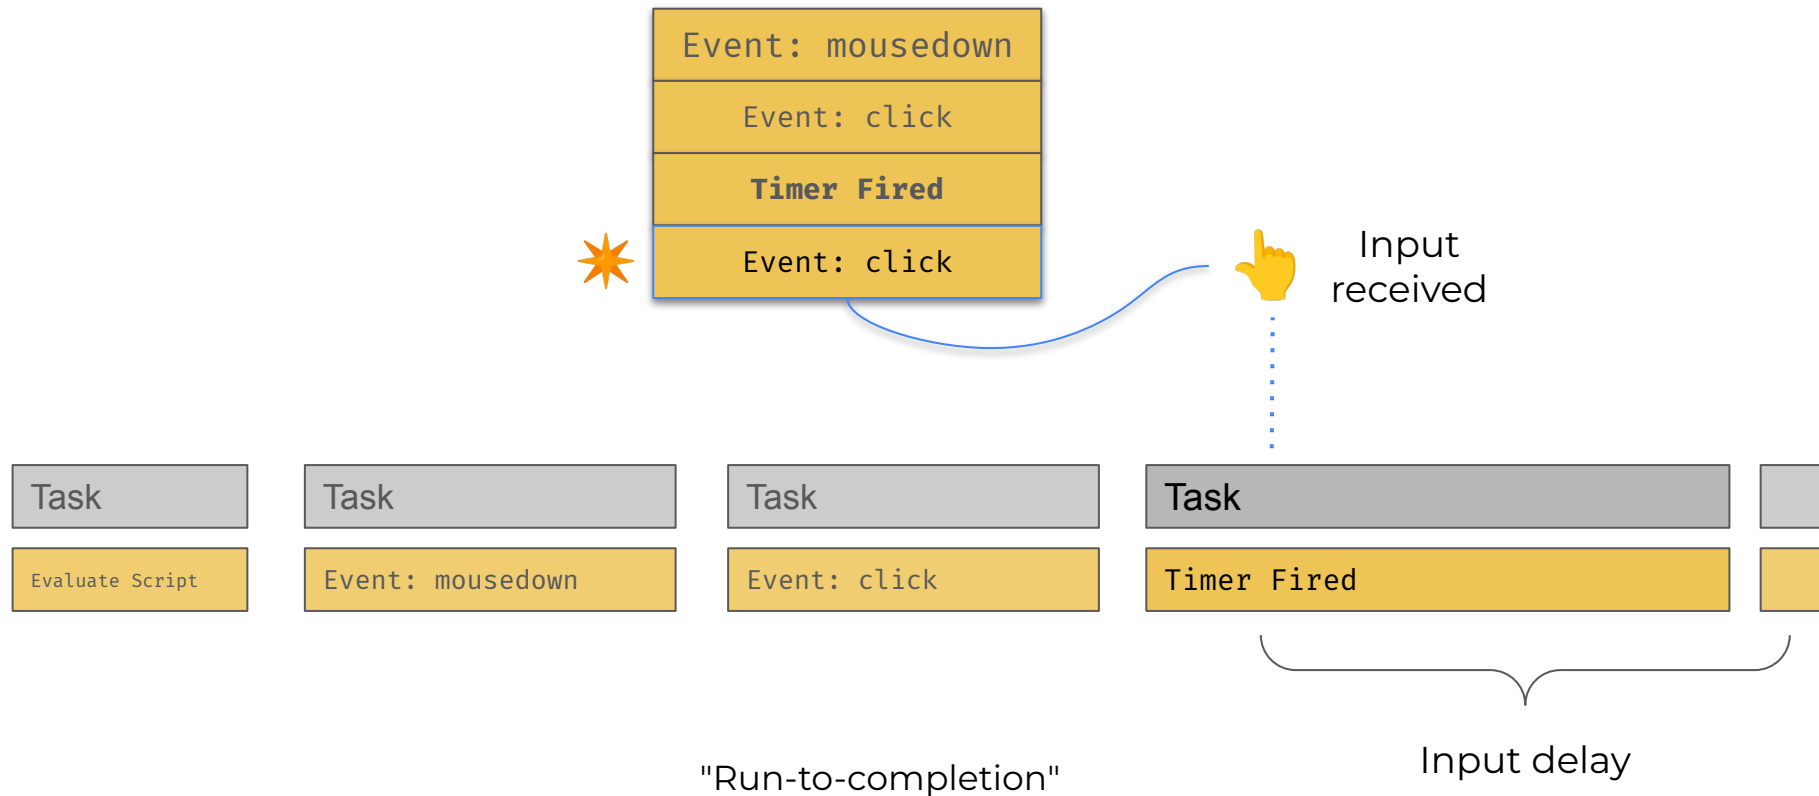 Event: mousedown
Event: click
Timer Fired
Event: click
Input
received
Task
Task
Task
Task
Evaluate Script
Event: mousedown
Event: click
Timer Fired
Input delay
"Run-to-completion"